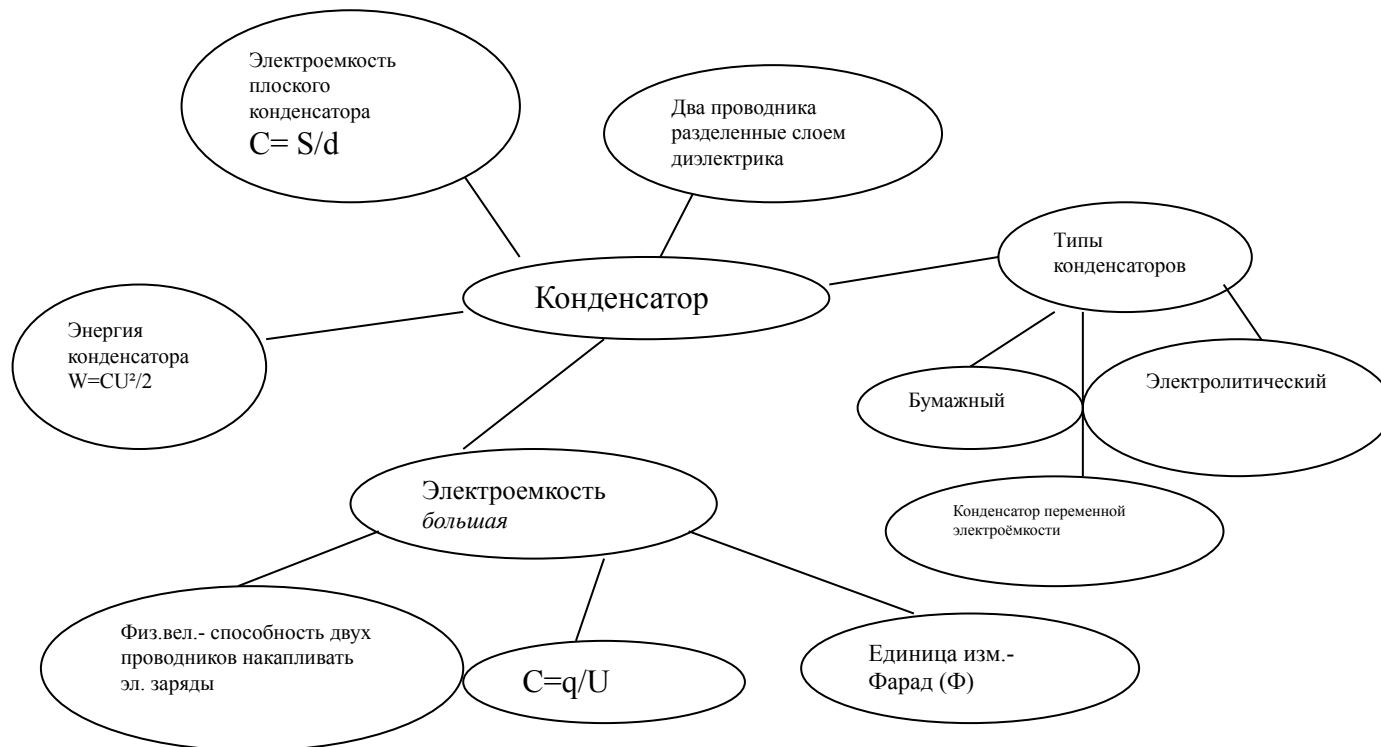 Электроемкость
плоского
конденсатора
C= S/d
Два проводника
разделенные слоем
диэлектрика
Типы
конденсаторов
Конденсатор
Энергия
конденсатора
W=CU²/2
Бумажный
Электролитический
Электроемкость
большая
Конденсатор переменной
электроёмкости
Физ.вел.- способность двух
проводников накапливать
эл. заряды
C=q/U
Единица изм.-
Фарад (Ф)